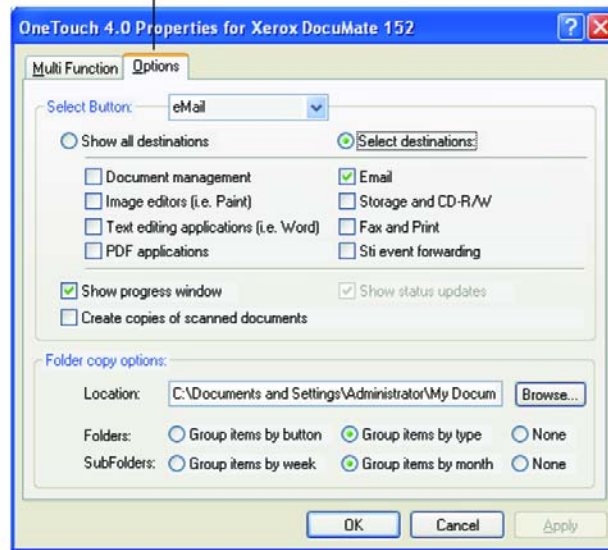 OneTouch 4.0 Properties for Xerox DocuMate 152
Multi Function Options
Select Button: eMail
Show all destinations Select destinations:
Document management Email
Image editors (i.e. Paint) Storage and CD-R/W
Text editing applications (i.e. Word) Fax and Print
PDF applications Sti event forwarding
Show progress window Show status updates
Create copies of scanned documents
Folder copy options:
Location: C:\Documents and Settings\Administrator\My Docum Browse...
Folders: Group items by button Group items by type None
SubFolders: Group items by week Group items by month None
OK Cancel Apply